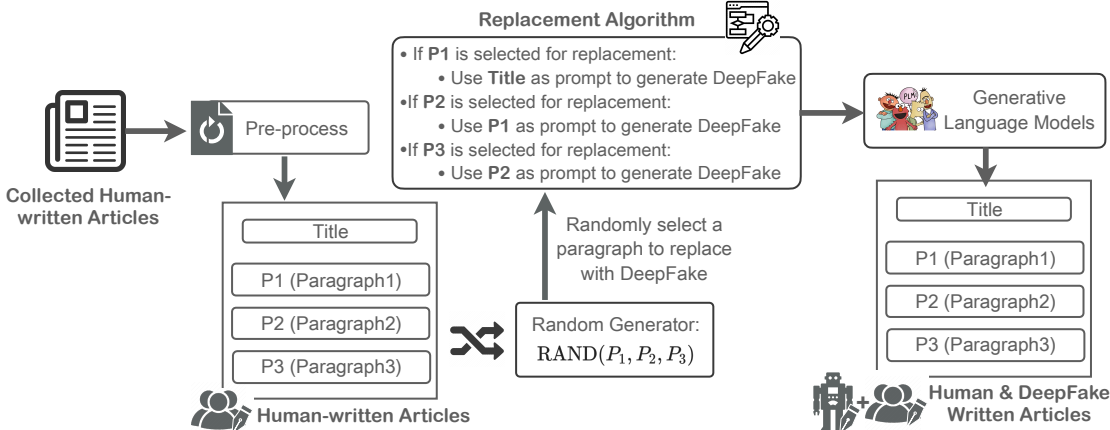 Replacement Algorithm
• If P1 is selected for replacement:
• Use Title as prompt to generate DeepFake
•If P2 is selected for replacement:
• Use P1 as prompt to generate DeepFake
•If P3 is selected for replacement:
• Use P2 as prompt to generate DeepFake
Collected Human-
written Articles
Pre-process
Title
P1 (Paragraph1)
P2 (Paragraph2)
P3 (Paragraph3)
Human-written Articles
Random Generator:
RAND(P1, P2, P3)
Randomly select a
paragraph to replace
with DeepFake
PLM
Generative
Language Models
Title
P1 (Paragraph1)
P2 (Paragraph2)
P3 (Paragraph3)
+
Human & DeepFake
Written Articles